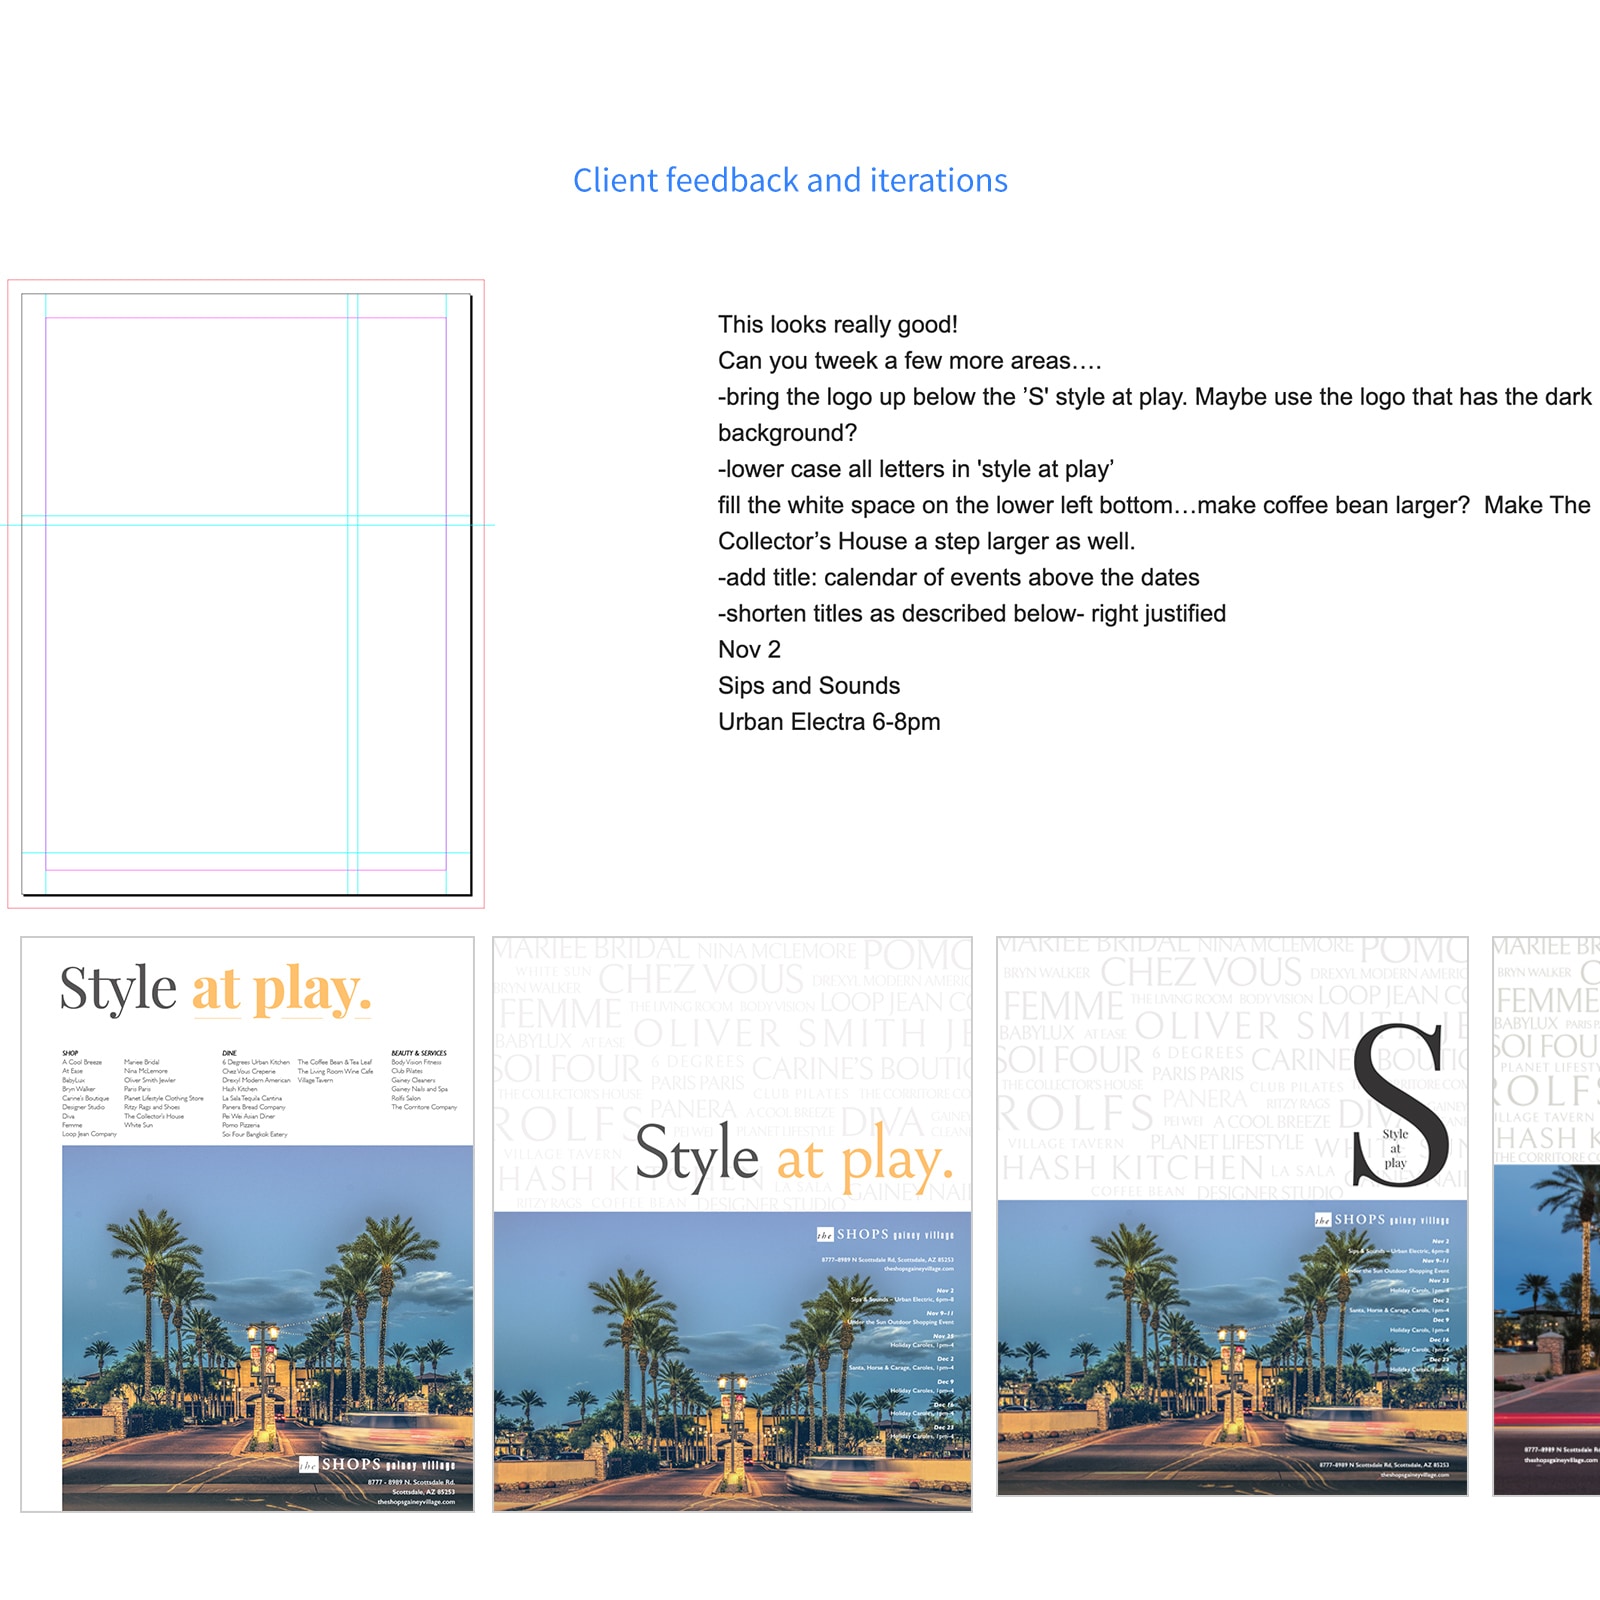 Client feedback and iterations
This looks really good!
Can you tweek a few more areas….
-bring the logo up below the ’S' style at play. Maybe use the logo that has the dark
background?
-lower case all letters in 'style at play’
fill the white space on the lower left bottom…make coffee bean larger?  Make The
Collector’s House a step larger as well.
-add title: calendar of events above the dates
-shorten titles as described below- right justified
Nov 2
Sips and Sounds
Urban Electra 6-8pm
Style at play.
SHOP
A Cool Breeze
At Ease
BabyLux
Bryn Walker
Carine's Boutique
Designer Studio
Diva
Femme
Loop Jean Company
Mariee Bridal
Nina McLemore
Oliver Smith Jewler
Paris Paris
Planet Lifestyle Clothing Store
Ritzy Rags and Shoes
The Collector's House
White Sun
DINE
6 Degrees Urban Kitchen
Chez Vous Creperie
Drexyl Modern American
Hash Kitchen
La Sala Tequila Cantina
Panera Bread Company
Pei Wei Asian Diner
Pomo Pizzeria
Soi Four Bangkok Eatery
The Coffee Bean & Tea Leaf
The Living Room Wine Cafe
Village Tavern
BEAUTY & SERVICES
Body Vision Fitness
Club Pilates
Gainey Cleaners
Gainey Nails and Spa
Rolfs Salon
The Corritore Company
the SHOPS gainey village
8777 - 8989 N. Scottsdale Rd.
Scottsdale, AZ 85253
theshopsgaineyvillage.com
MARIEE BRIDAL NINA MCLEMORE POMO
WHITE SUN CHEZ VOUS DREXYL MODERN AMERIC
BRYN WALKER
FEMME THE LIVING ROOM BODY VISION LOOP JEAN CO
BABYLUX AT EASE OLIVER SMITH JE
SOI FOUR 6 DEGREES CARINES BOUTI
PARIS PARIS
THE COLLECTOR'S HOUSE CLUB PILATES THE CORRITORE CO
ROLFS PANERA A COOL BREEZE DIVA
PEI WEI PLANET LIFESTYLE
VILLAGE TAVERN
Style at play.
HASH KITCHEN LA SALA GAINEY NAI
RITZY RAGS COFFEE BEAN DESIGNER STUDIO
the SHOPS gainey village
8777–8989 N Scottsdale Rd, Scottsdale, AZ 85253
theshopsgaineyvillage.com
Nov 2
Sips & Sounds – Urban Electric, 6pm–8
Nov 9–11
Under the Sun Outdoor Shopping Event
Nov 25
Holiday Caroles, 1pm–4
Dec 2
Santa, Horse & Carage, Caroles, 1pm–4
Dec 9
Holiday Caroles, 1pm–4
Dec 16
Holiday Caroles, 1pm–4
Dec 23
Holiday Caroles, 1pm–4
MARIEE BRIDAL NINA MCLEMORE POMO
BRYN WALKER CHEZ VOUS DREXYL MODERN AMERIC
FEMME THE LIVING ROOM BODY VISION LOOP JEAN CO
BABYLUX AT EASE OLIVER SMITH JE
SOI FOUR 6 DEGREES CARINES BOUTIQ
PARIS PARIS
THE COLLECTOR'S HOUSE CLUB PILATES CORRITORE COM
ROLFS PANERA RITZY RAGS
PEI WEI A COOL BREEZE DIV
VILLAGE TAVERN PLANET LIFESTYLE
HASH KITCHEN LA SALA
COFFEE BEAN DESIGNER STUDIO
S
Style
at
play
the SHOPS gainey village
Nov 2
Sips & Sounds – Urban Electric, 6pm–8
Nov 9–11
Under the Sun Outdoor Shopping Event
Nov 25
Holiday Carols, 1pm–4
Dec 2
Santa, Horse & Carage, Carols, 1pm–4
Dec 9
Holiday Carols, 1pm–4
Dec 16
Holiday Carols, 1pm–4
Dec 23
Holiday Carols, 1pm–4
8777–8989 N Scottsdale Rd, Scottsdale, AZ 85253
theshopsgaineyvillage.com
MARIEE BR
BRYN WALKER C
FEMME
BABYLUX PARIS P
SOI FOU
PLANET LIFESTY
ROLFS
VILLAGE TAVERN
HASH K
THE CORRITORE CO
8777–8989 N Scottsdale Rd
theshopsgaineyvillage.com